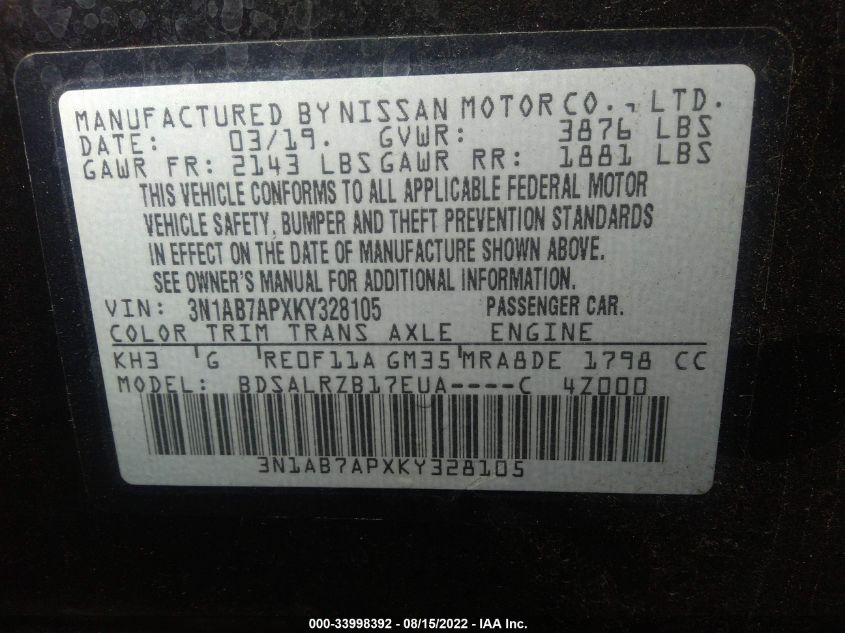 MANUFACTURED BY NISSAN MOTOR CO., LTD.
DATE: 03/19. GVWR: 3876 LBS
GAWR FR: 2143 LBS GAWR RR: 1881 LBS
THIS VEHICLE CONFORMS TO ALL APPLICABLE FEDERAL MOTOR
VEHICLE SAFETY, BUMPER AND THEFT PREVENTION STANDARDS
IN EFFECT ON THE DATE OF MANUFACTURE SHOWN ABOVE.
SEE OWNER'S MANUAL FOR ADDITIONAL INFORMATION.
VIN: 3N1AB7APXKY328105 PASSENGER CAR.
COLOR TRIM TRANS AXLE ENGINE
KH3 'G 'RE0F11A GM35'MRA8DE 1798 CC
MODEL: BDSALRZB17EUA----C 4Z000
3N1AB7APXKY328105
000-33998392 - 08/15/2022 - IAA Inc.